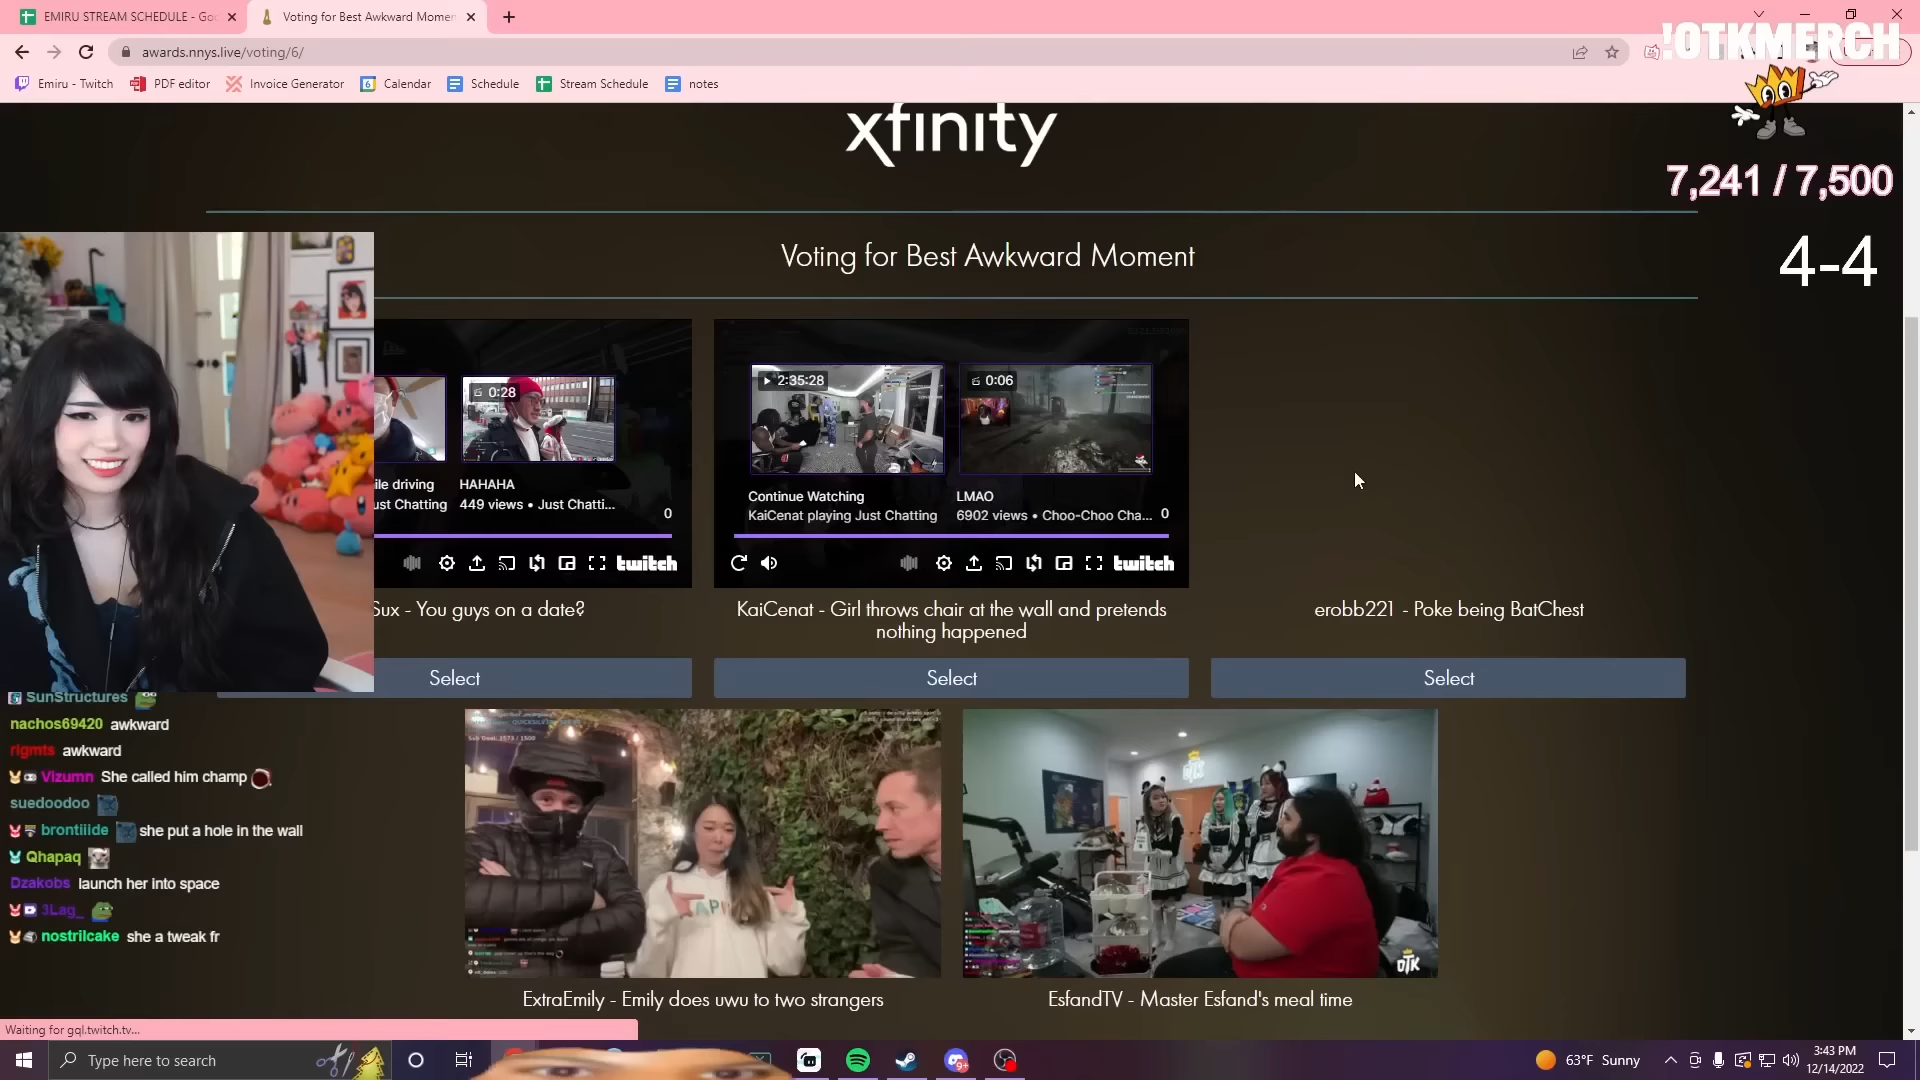 EMIRU STREAM SCHEDULE - Goo
Voting for Best Awkward Momen
awards.nnys.live/voting/6/
!OTKMERCH
Emiru - Twitch
PDF editor
Invoice Generator
Calendar
Schedule
Stream Schedule
notes
xfinity
7,241 / 7,500
Voting for Best Awkward Moment
4-4
0:28
2:35:28
0:06
ile driving
HAHAHA
ust Chatting
449 views • Just Chatti...
0
Continue Watching
LMAO
KaiCenat playing Just Chatting
6902 views • Choo-Choo Cha...
0
twitch
twitch
Sux - You guys on a date?
KaiCenat - Girl throws chair at the wall and pretends
nothing happened
erobb221 - Poke being BatChest
Select
Select
Select
SunStructures
nachos69420 awkward
rigmts awkward
Vizumn She called him champ
suedoodoo
brontiiide she put a hole in the wall
Qhapaq
Dzakobs launch her into space
3Lag_
nostrilcake she a tweak fr
OTK
ExtraEmily - Emily does uwu to two strangers
EsfandTV - Master Esfand's meal time
Waiting for gql.twitch.tv...
Type here to search
9+
63°F Sunny
3:43 PM
12/14/2022